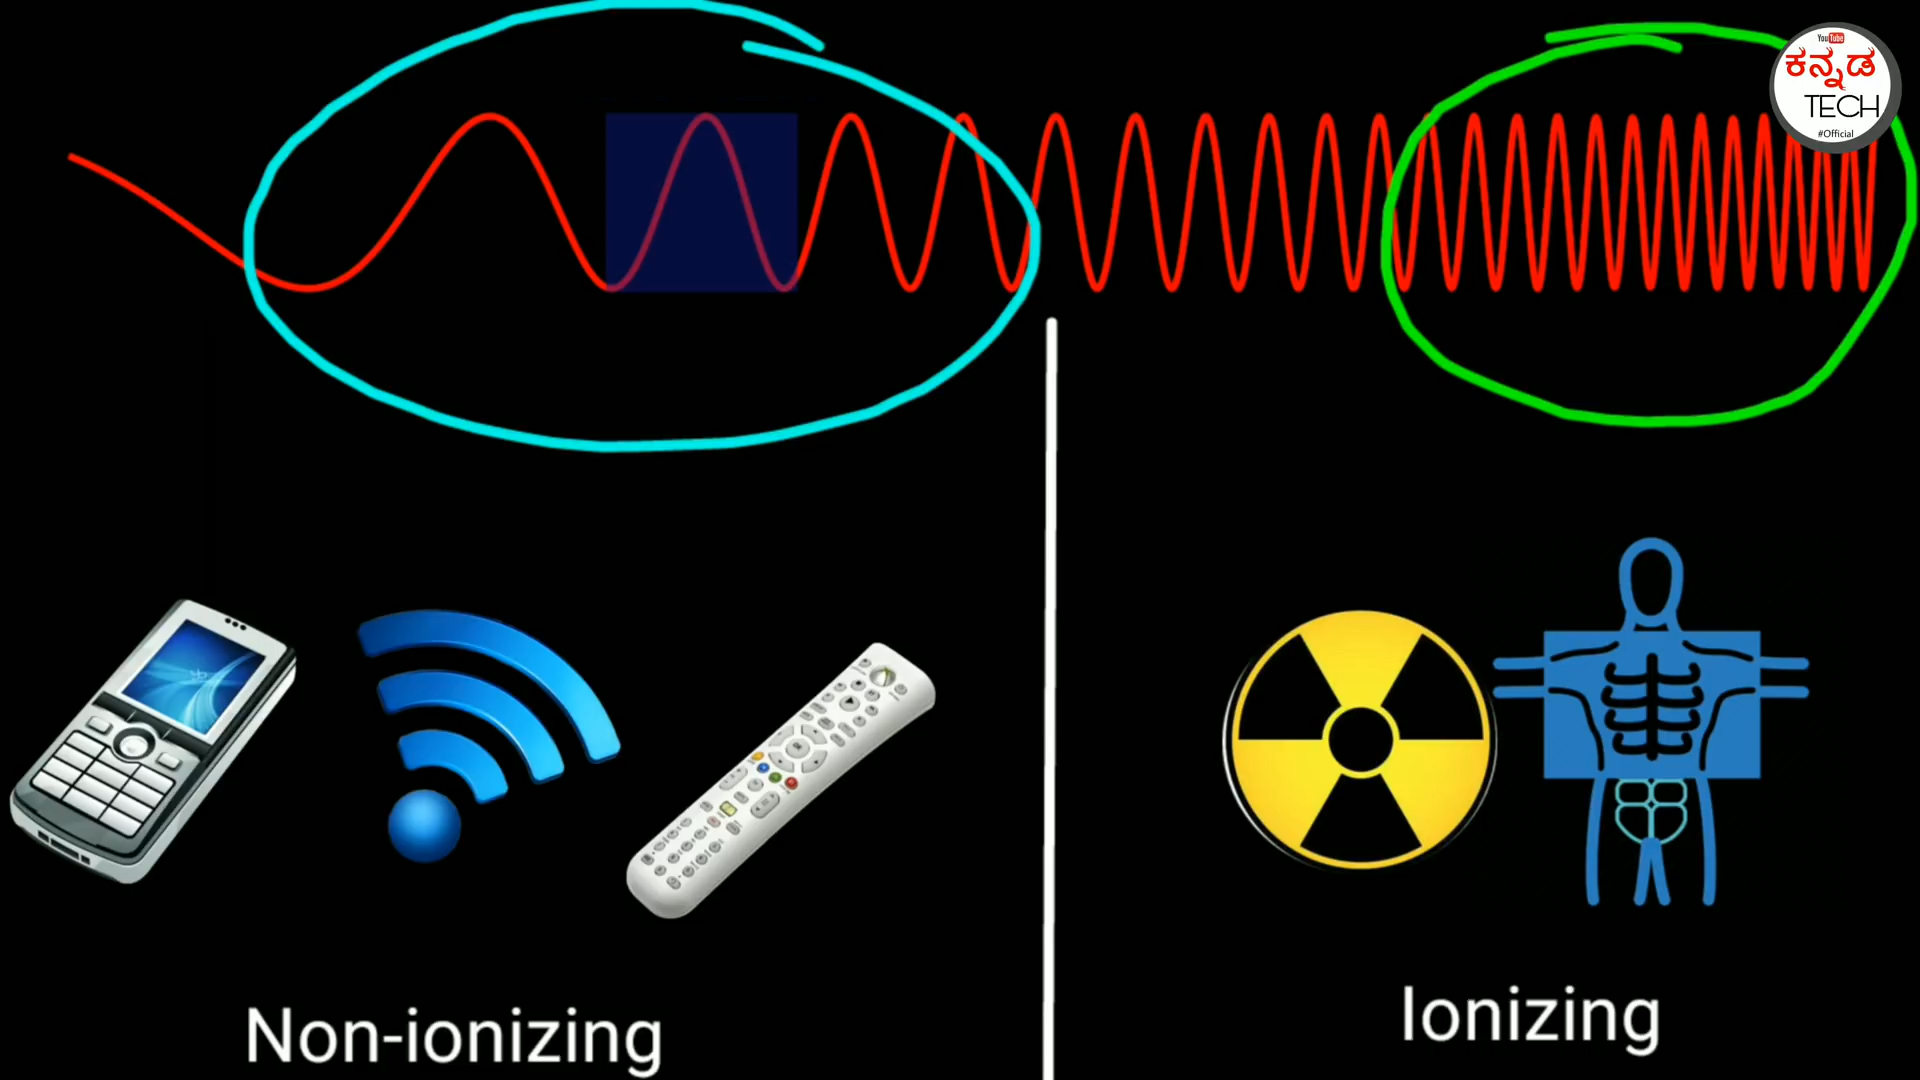 YouTube
ಕನ್ನಡ
TECH
#Official
Non-ionizing
Ionizing